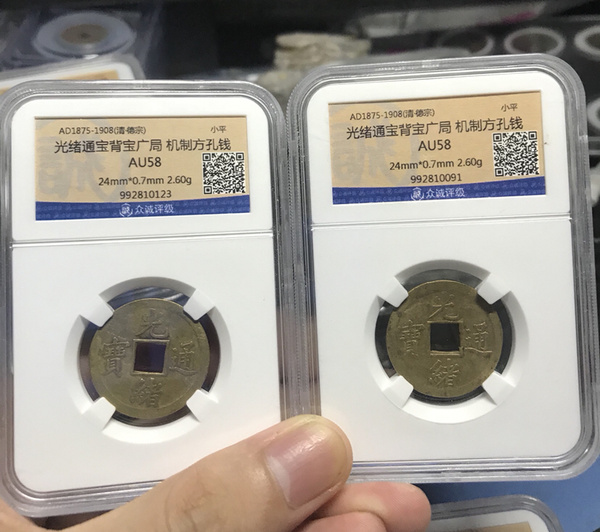 AD1875-1908(清·德宗) 小平
光绪通宝背宝广局 机制方孔钱
AU58
24mm*0.7mm 2.60g
992810123
众诚评级
光緒通寶
AD1875-1908(清·德宗) 小平
光绪通宝背宝广局 机制方孔钱
AU58
24mm*0.7mm 2.60g
992810091
众诚评级
光緒通寶